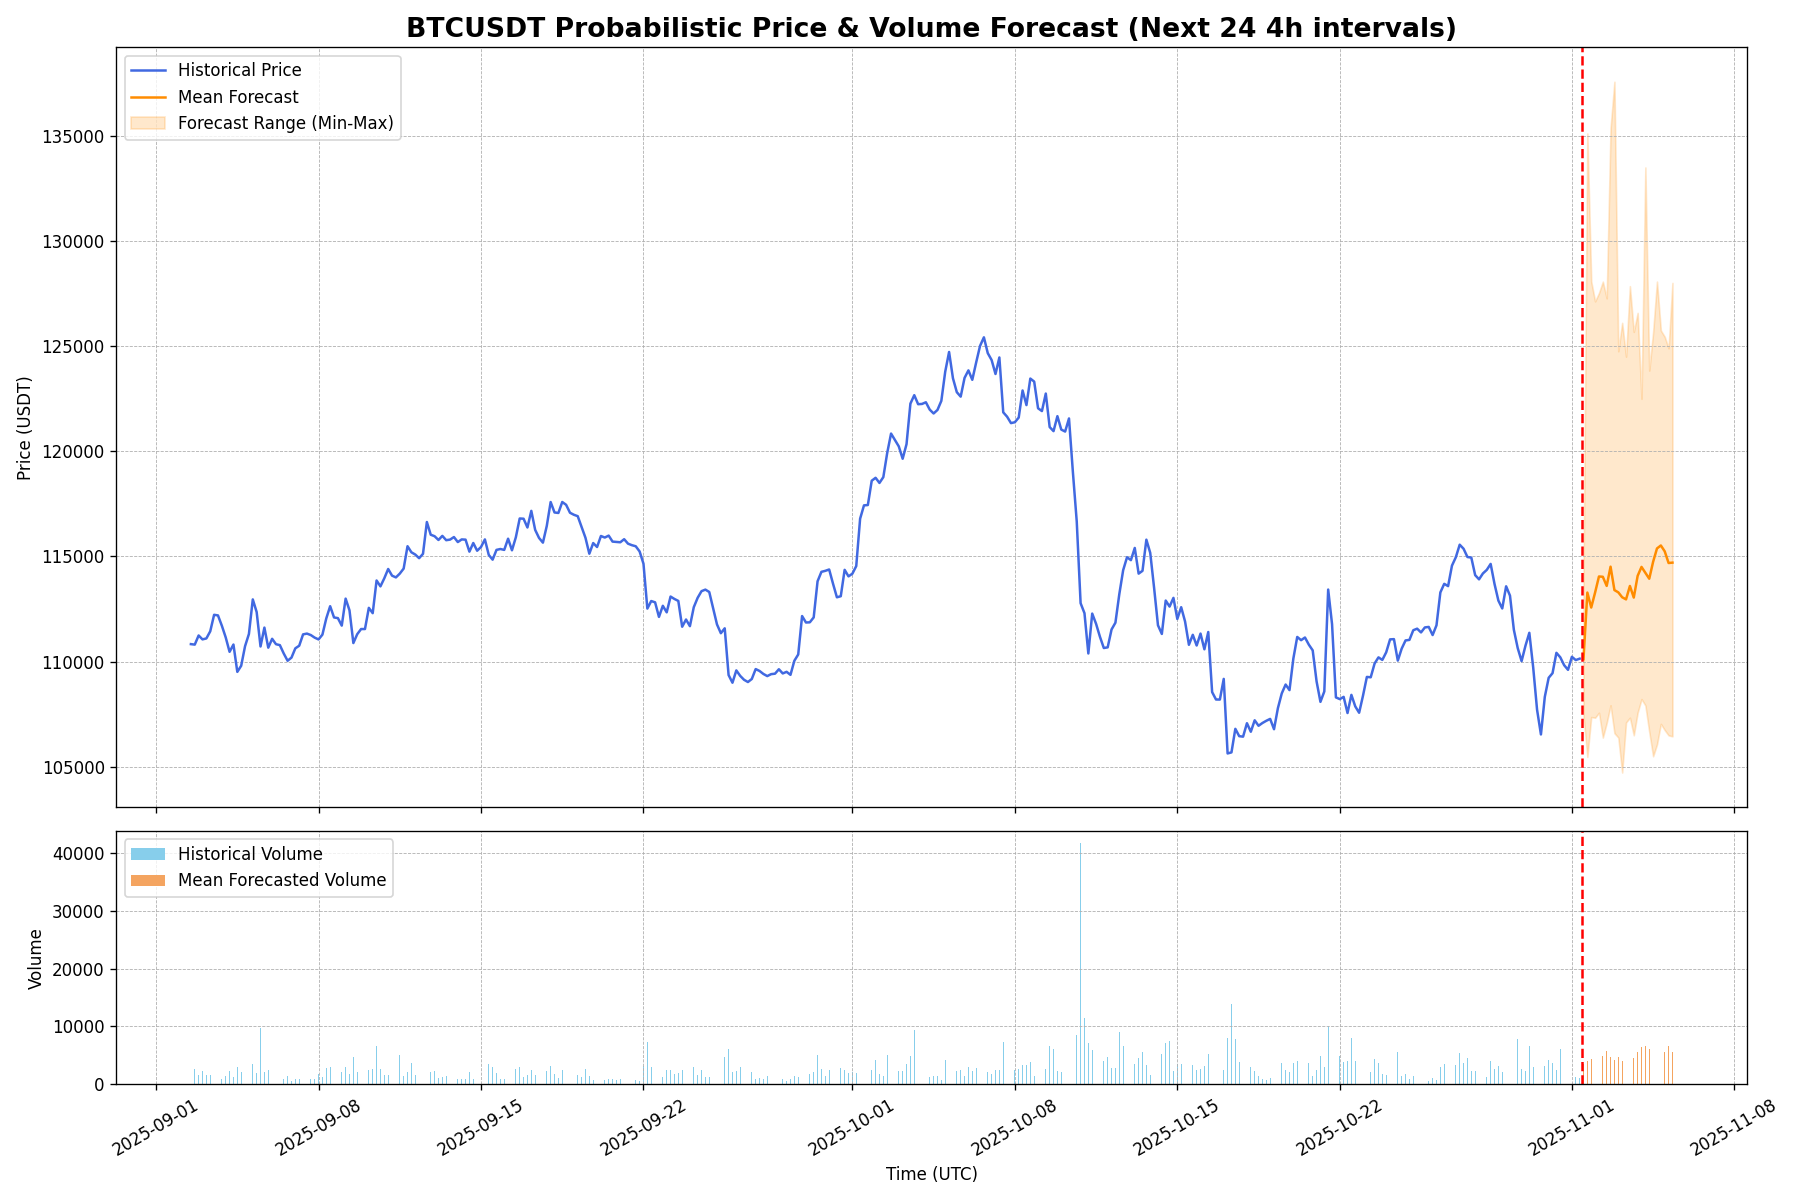 BTCUSDT Probabilistic Price & Volume Forecast (Next 24 4h intervals)
Historical Price
Mean Forecast
Forecast Range (Min-Max)
Price (USDT)
135000
130000
125000
120000
115000
110000
105000
Historical Volume
Mean Forecasted Volume
Volume
40000
30000
20000
10000
0
2025-09-01
2025-09-08
2025-09-15
2025-09-22
2025-10-01
2025-10-08
2025-10-15
2025-10-22
2025-11-01
2025-11-08
Time (UTC)